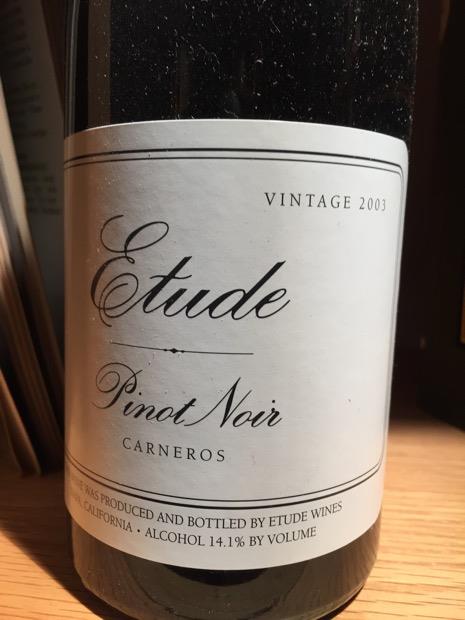 VINTAGE 2003
Etude
Pinot Noir
CARNEROS
WAS PRODUCED AND BOTTLED BY ETUDE WINES
CALIFORNIA • ALCOHOL 14.1% BY VOLUME